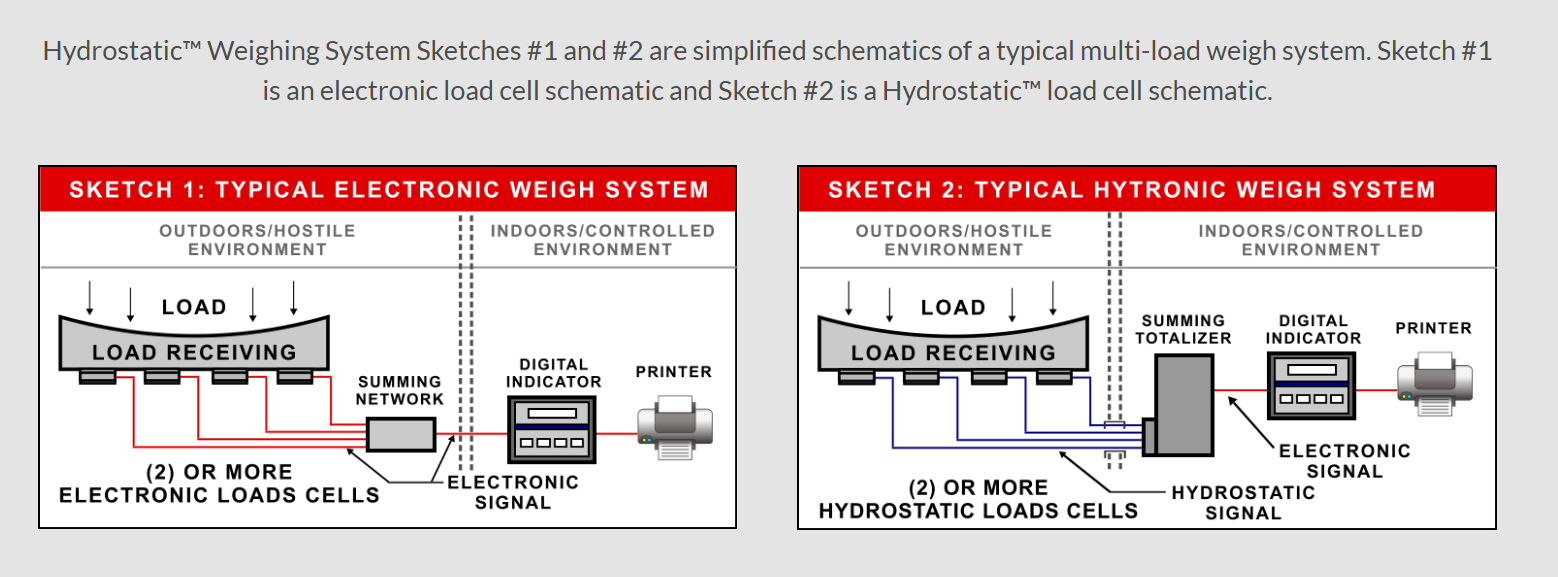 Hydrostatic™ Weighing System Sketches #1 and #2 are simplified schematics of a typical multi-load weigh system. Sketch #1
is an electronic load cell schematic and Sketch #2 is a Hydrostatic™ load cell schematic.
SKETCH 1: TYPICAL ELECTRONIC WEIGH SYSTEM
OUTDOORS/HOSTILE
ENVIRONMENT
INDOORS/CONTROLLED
ENVIRONMENT
LOAD
LOAD RECEIVING
SUMMING
NETWORK
DIGITAL
INDICATOR
PRINTER
(2) OR MORE
ELECTRONIC LOADS CELLS
ELECTRONIC
SIGNAL
SKETCH 2: TYPICAL HYTRONIC WEIGH SYSTEM
OUTDOORS/HOSTILE
ENVIRONMENT
INDOORS/CONTROLLED
ENVIRONMENT
LOAD
LOAD RECEIVING
SUMMING
TOTALIZER
DIGITAL
INDICATOR
PRINTER
ELECTRONIC
SIGNAL
(2) OR MORE
HYDROSTATIC LOADS CELLS
HYDROSTATIC
SIGNAL